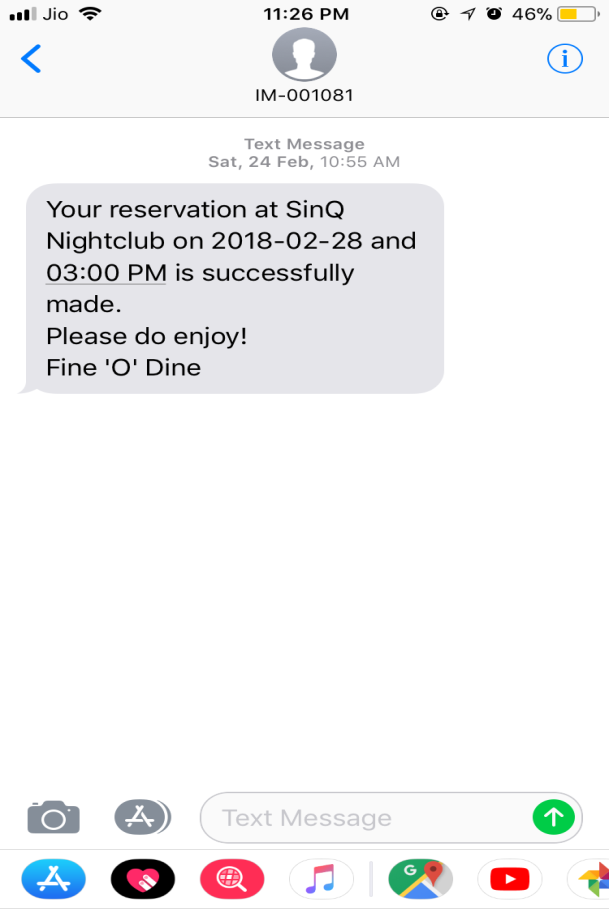 Jio
11:26 PM
46%
IM-001081
Text Message
Sat, 24 Feb, 10:55 AM
Your reservation at SinQ
Nightclub on 2018-02-28 and
03:00 PM is successfully
made.
Please do enjoy!
Fine 'O' Dine
Text Message
G